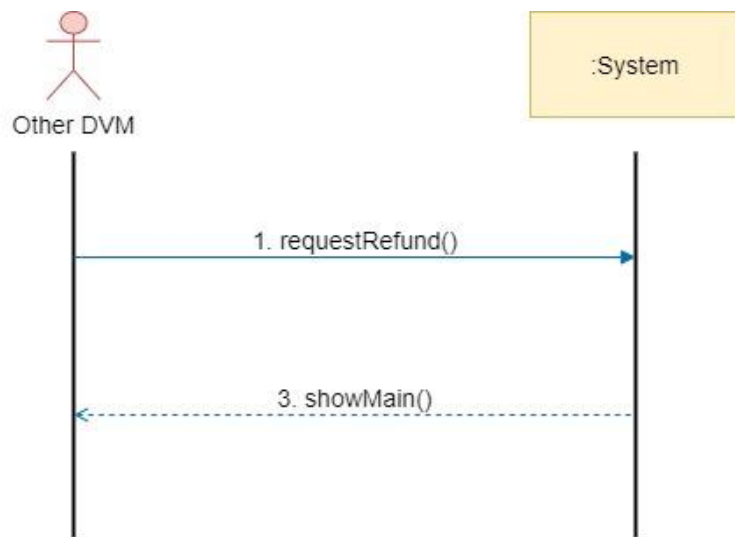 :System
Other DVM
1. requestRefund()
3. showMain()